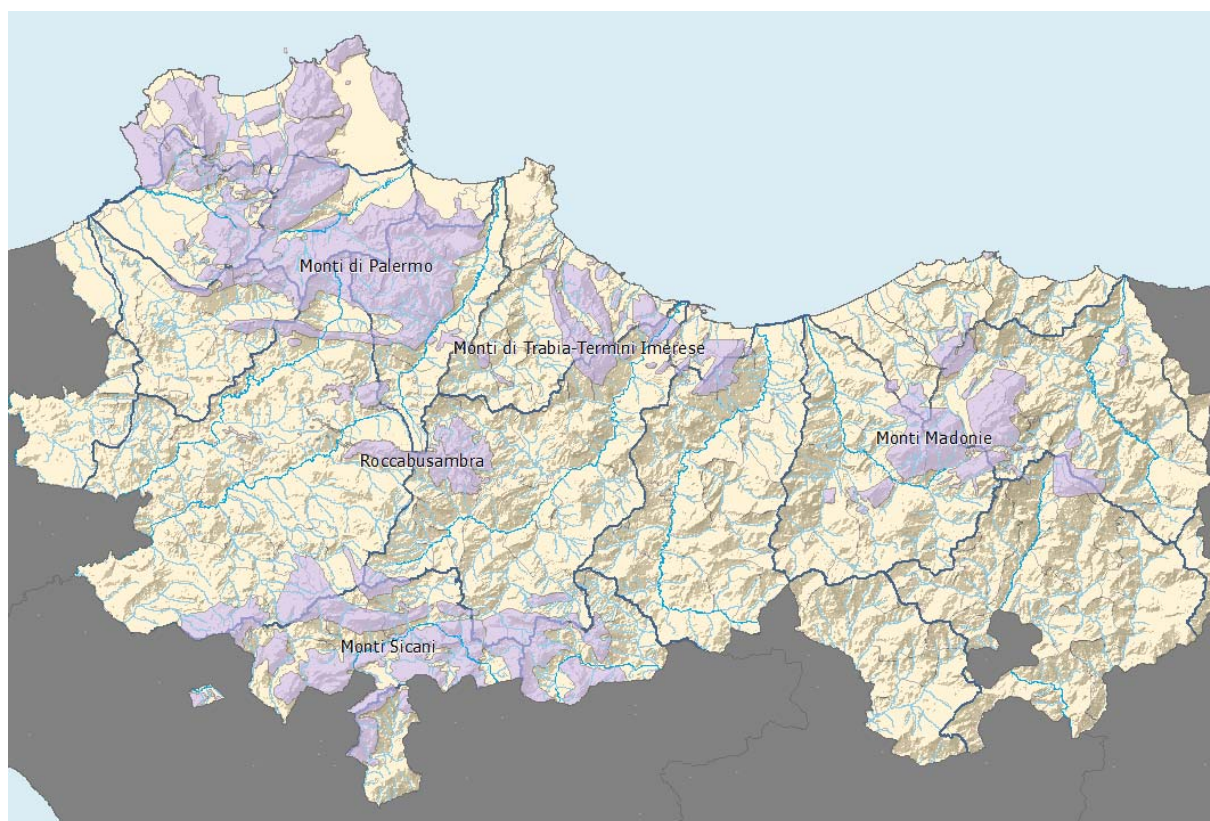 Monti di Palermo
Monti di Trabia-Termini Imerese
Monti Madonie
Roccabusambra
Monti Sicani